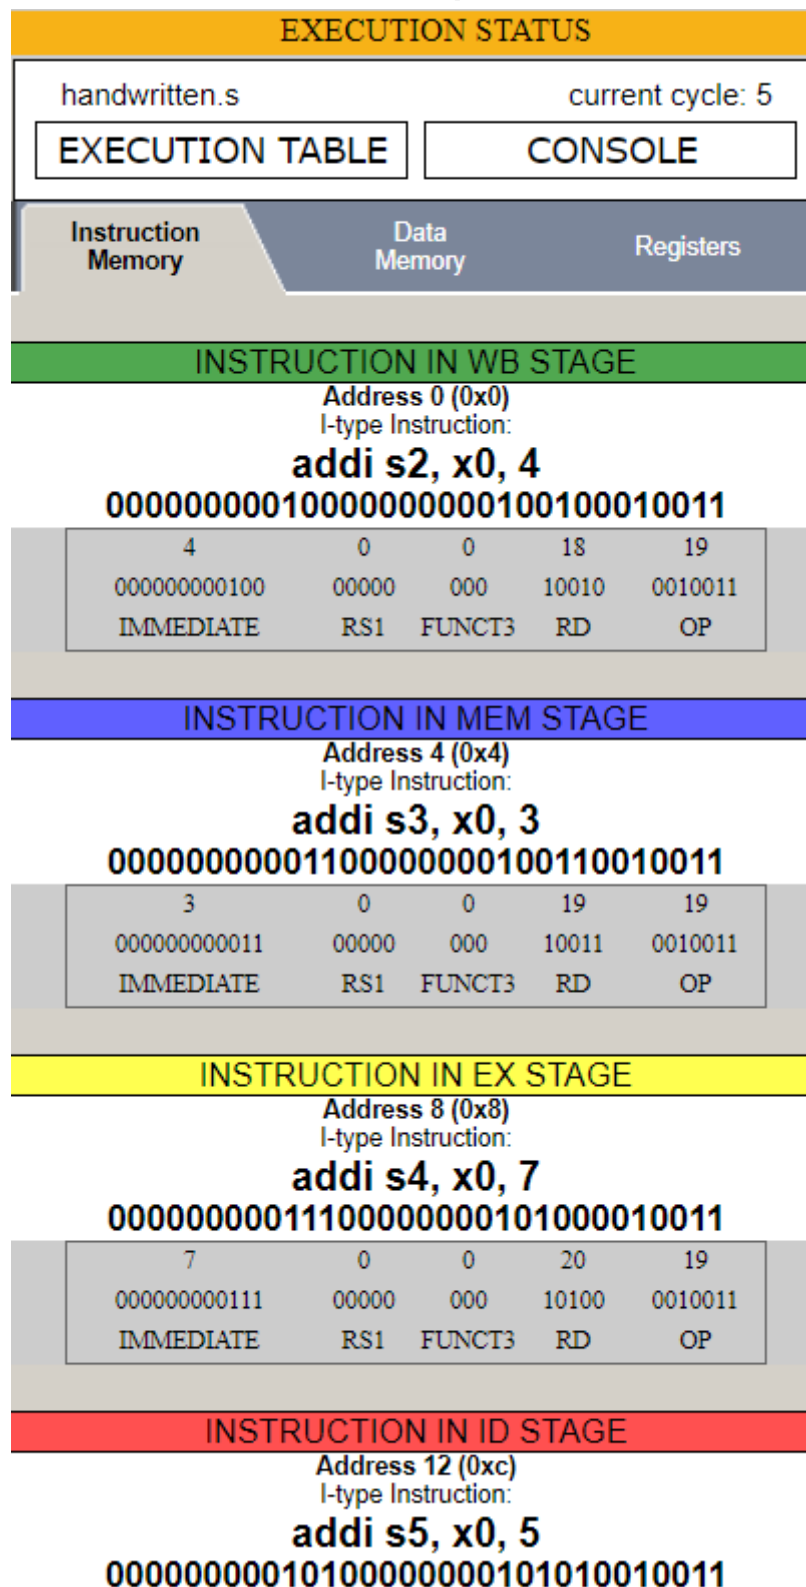 EXECUTION STATUS
handwritten.s current cycle: 5
EXECUTION TABLE CONSOLE
Instruction Memory Data Memory Registers
INSTRUCTION IN WB STAGE
Address 0 (0x0)
I-type Instruction:
addi s2, x0, 4
00000000010000000000100100010011
4 0 0 18 19
000000000100 00000 000 10010 0010011
IMMEDIATE RS1 FUNCT3 RD OP
INSTRUCTION IN MEM STAGE
Address 4 (0x4)
I-type Instruction:
addi s3, x0, 3
00000000001100000000100110010011
3 0 0 19 19
000000000011 00000 000 10011 0010011
IMMEDIATE RS1 FUNCT3 RD OP
INSTRUCTION IN EX STAGE
Address 8 (0x8)
I-type Instruction:
addi s4, x0, 7
00000000011100000000101000010011
7 0 0 20 19
000000000111 00000 000 10100 0010011
IMMEDIATE RS1 FUNCT3 RD OP
INSTRUCTION IN ID STAGE
Address 12 (0xc)
I-type Instruction:
addi s5, x0, 5
00000000010100000000101010010011